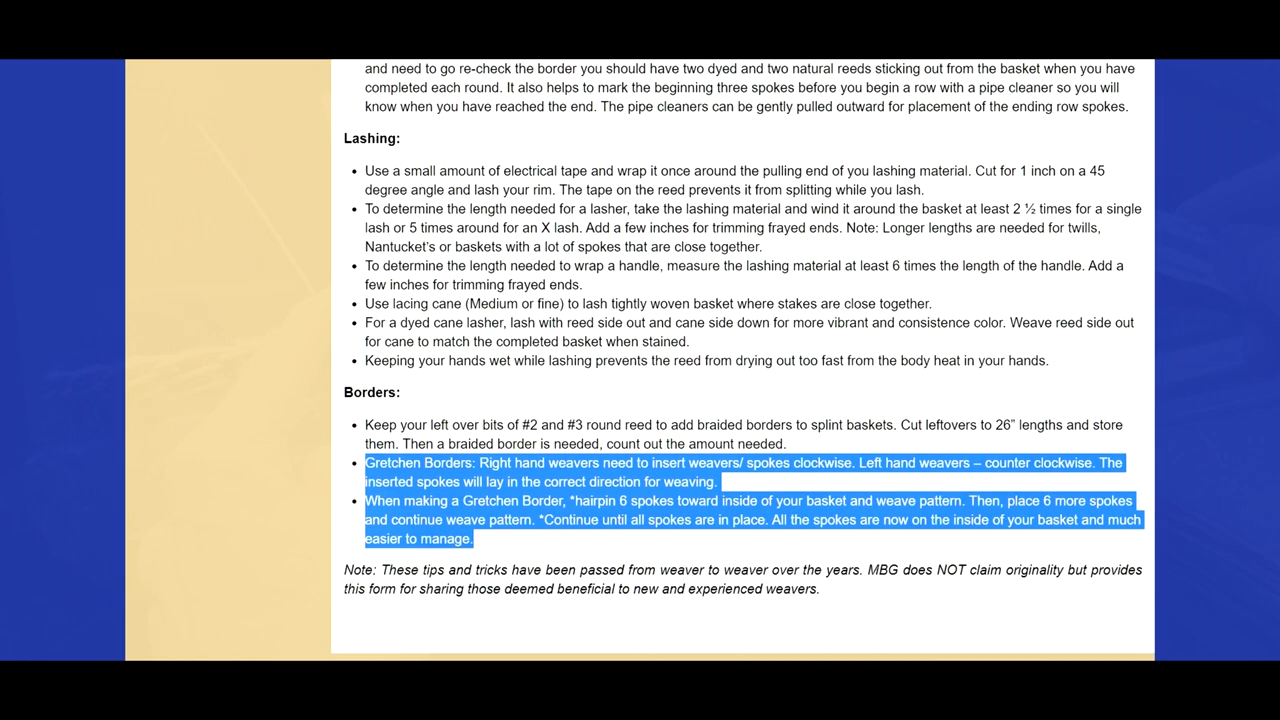 and need to go re-check the border you should have two dyed and two natural reeds sticking out from the basket when you have
completed each round. It also helps to mark the beginning three spokes before you begin a row with a pipe cleaner so you will
know when you have reached the end. The pipe cleaners can be gently pulled outward for placement of the ending row spokes.
Lashing:
• Use a small amount of electrical tape and wrap it once around the pulling end of you lashing material. Cut for 1 inch on a 45
degree angle and lash your rim. The tape on the reed prevents it from splitting while you lash.
• To determine the length needed for a lasher, take the lashing material and wind it around the basket at least 2 ½ times for a single
lash or 5 times around for an X lash. Add a few inches for trimming frayed ends. Note: Longer lengths are needed for twills,
Nantucket's or baskets with a lot of spokes that are close together.
• To determine the length needed to wrap a handle, measure the lashing material at least 6 times the length of the handle. Add a
few inches for trimming frayed ends.
• Use lacing cane (Medium or fine) to lash tightly woven basket where stakes are close together.
• For a dyed cane lasher, lash with reed side out and cane side down for more vibrant and consistence color. Weave reed side out
for cane to match the completed basket when stained.
• Keeping your hands wet while lashing prevents the reed from drying out too fast from the body heat in your hands.
Borders:
• Keep your left over bits of #2 and #3 round reed to add braided borders to splint baskets. Cut leftovers to 26” lengths and store
them. Then a braided border is needed, count out the amount needed.
• Gretchen Borders: Right hand weavers need to insert weavers/ spokes clockwise. Left hand weavers – counter clockwise. The
inserted spokes will lay in the correct direction for weaving.
• When making a Gretchen Border, *hairpin 6 spokes toward inside of your basket and weave pattern. Then, place 6 more spokes
and continue weave pattern. *Continue until all spokes are in place. All the spokes are now on the inside of your basket and much
easier to manage.
Note: These tips and tricks have been passed from weaver to weaver over the years. MBG does NOT claim originality but provides
this form for sharing those deemed beneficial to new and experienced weavers.